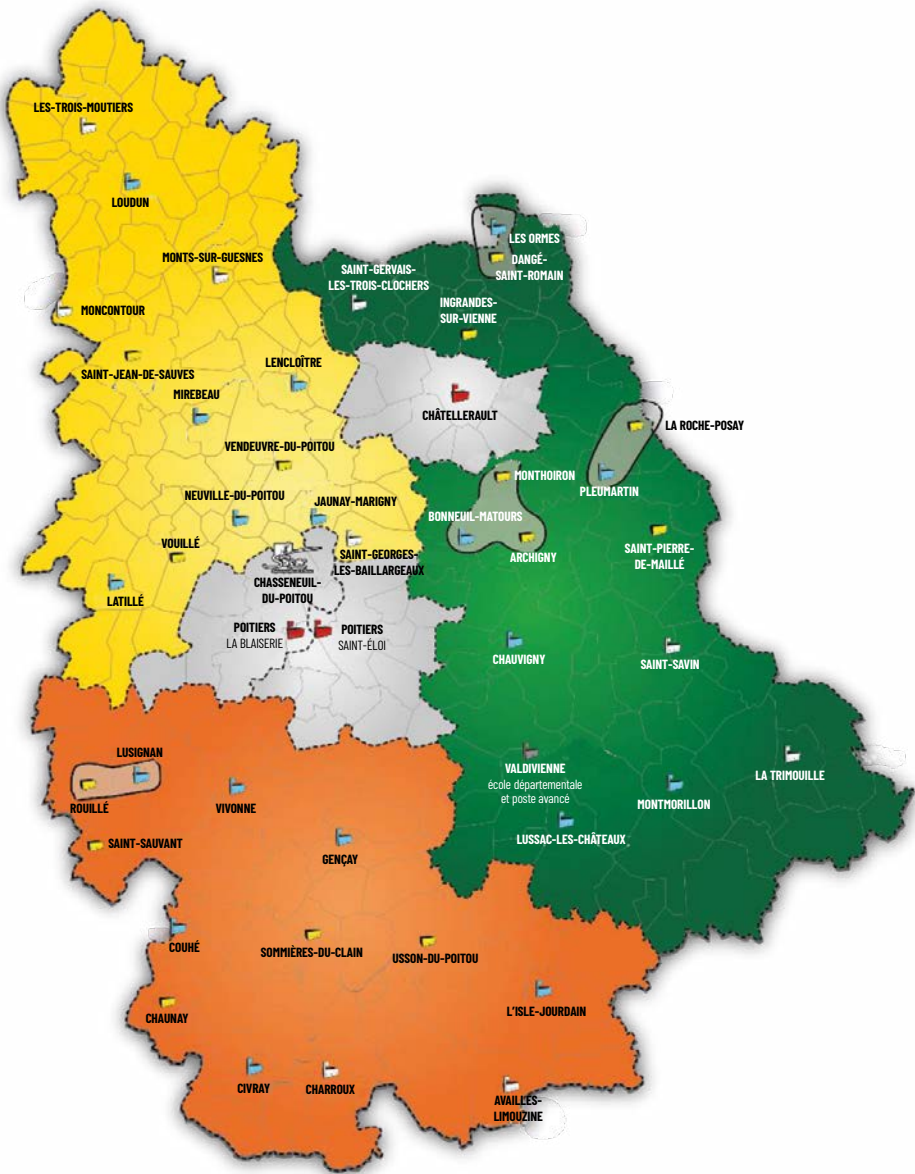 LES-TROIS-MOUTIERS
LOUDUN
MONTS-SUR-GUESNES
MONCONTOUR
SAINT-JEAN-DE-SAUVES
MIREBEAU
LENCLOÎTRE
VENDEUVRE-DU-POITOU
NEUVILLE-DU-POITOU
JAUNAY-MARIGNY
VOUILLÉ
SAINT-GEORGES-
LES-BAILLARGEAUX
LATILLÉ
CHASSENEUIL-
DU-POITOU
POITIERS
LA BLAISERIE
POITIERS
SAINT-ÉLOI
LES ORMES
DANGÉ-
SAINT-ROMAIN
SAINT-GERVAIS-
LES-TROIS-CLOCHERS
INGRANDES-
SUR-VIENNE
CHÂTELLERAULT
LA ROCHE-POSAY
PLEUMARTIN
MONTHOIRON
BONNEUIL-MATOURS
ARCHIGNY
SAINT-PIERRE-
DE-MAILLÉ
CHAUVIGNY
SAINT-SAVIN
VALDIVIENNE
école départementale
et poste avancé
LA TRIMOUILLE
MONTMORILLON
LUSSAC-LES-CHÂTEAUX
LUSIGNAN
ROUILLÉ
VIVONNE
SAINT-SAUVANT
GENÇAY
COUHÉ
SOMMIÈRES-DU-CLAIN
USSON-DU-POITOU
CHAUNAY
L'ISLE-JOURDAIN
CIVRAY
CHARROUX
AVAILLES-
LIMOUZINE